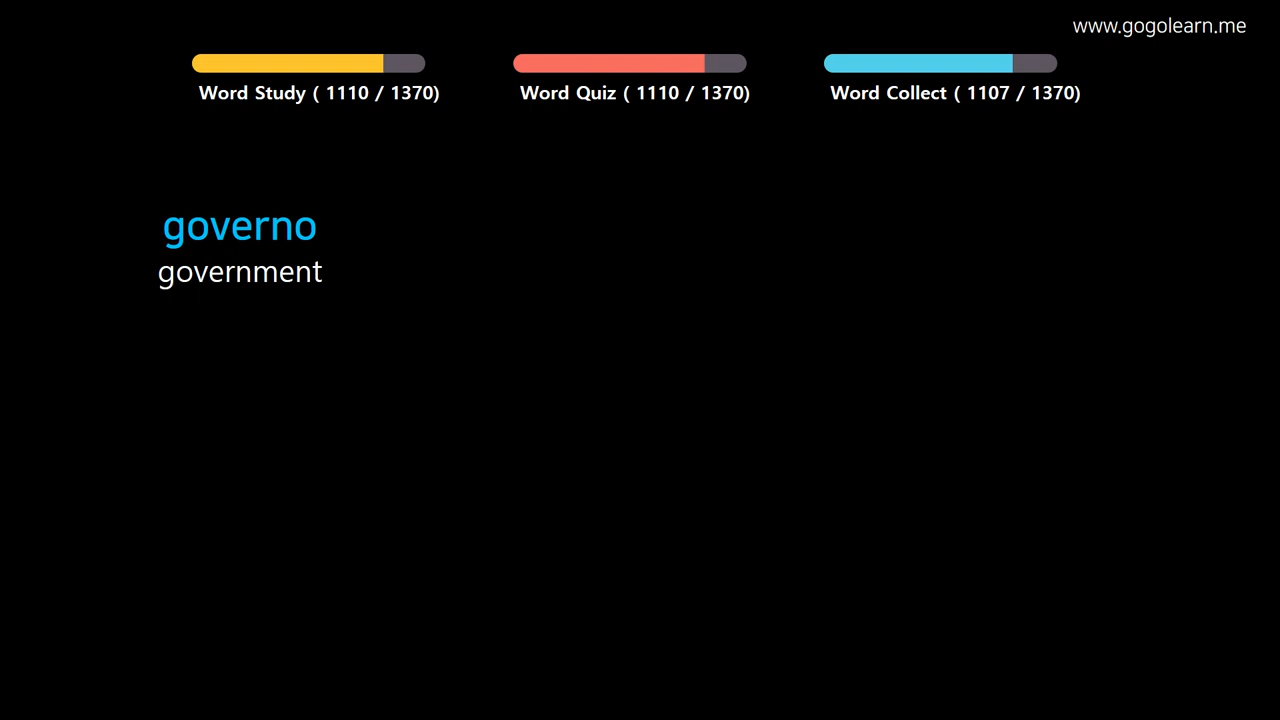 www.gogolearn.me
Word Study ( 1110 / 1370)
Word Quiz ( 1110 / 1370)
Word Collect ( 1107 / 1370)
governo
government